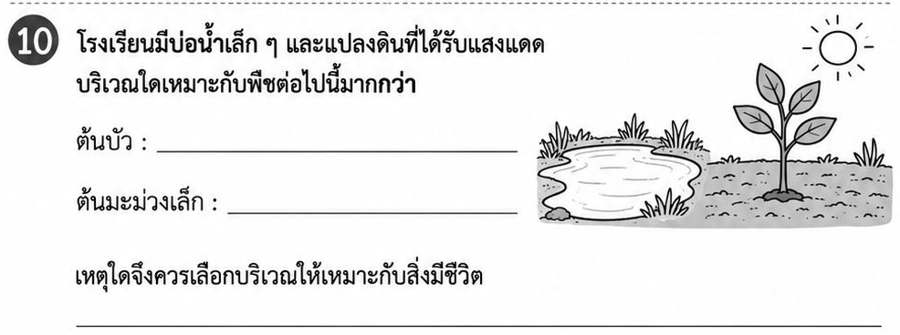 10 โรงเรียนมีบ่อน้ำเล็ก ๆ และแปลงดินที่ได้รับแสงแดด
บริเวณใดเหมาะกับพืชต่อไปนี้มากกว่า
ต้นบัว :
ต้นมะม่วงเล็ก :
เหตุใดจึงควรเลือกบริเวณให้เหมาะกับสิ่งมีชีวิต